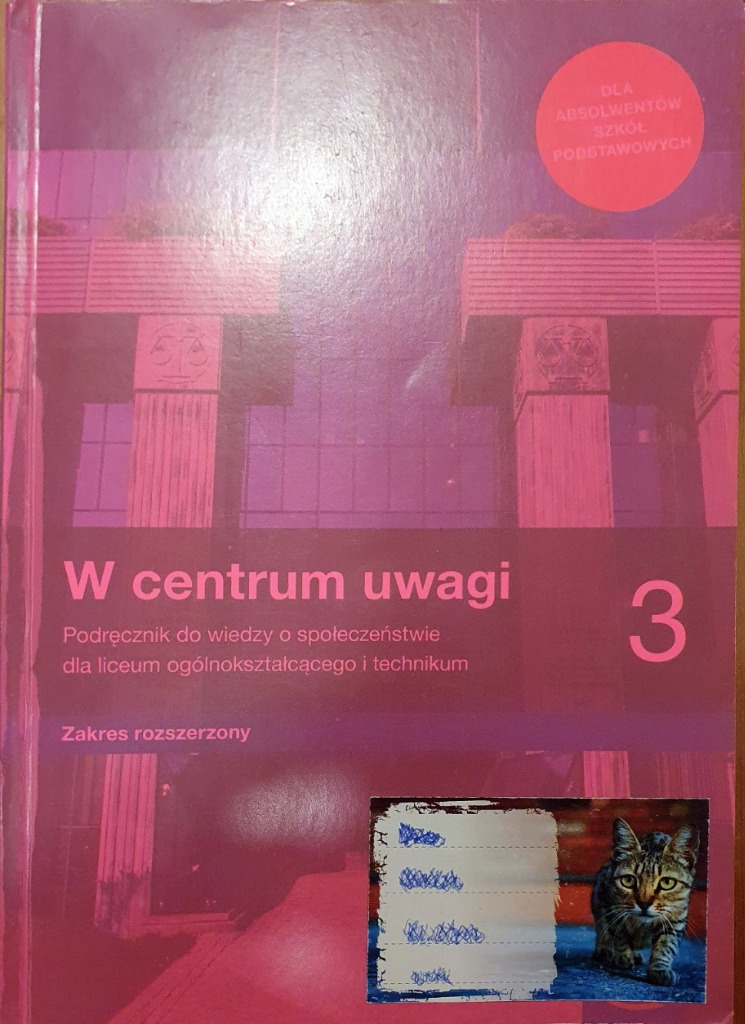 DLA
ABSOLWENTÓW
SZKÓŁ
PODSTAWOWYCH
W centrum uwagi
3
Podręcznik do wiedzy o społeczeństwie
dla liceum ogólnokształcącego i technikum
Zakres rozszerzony